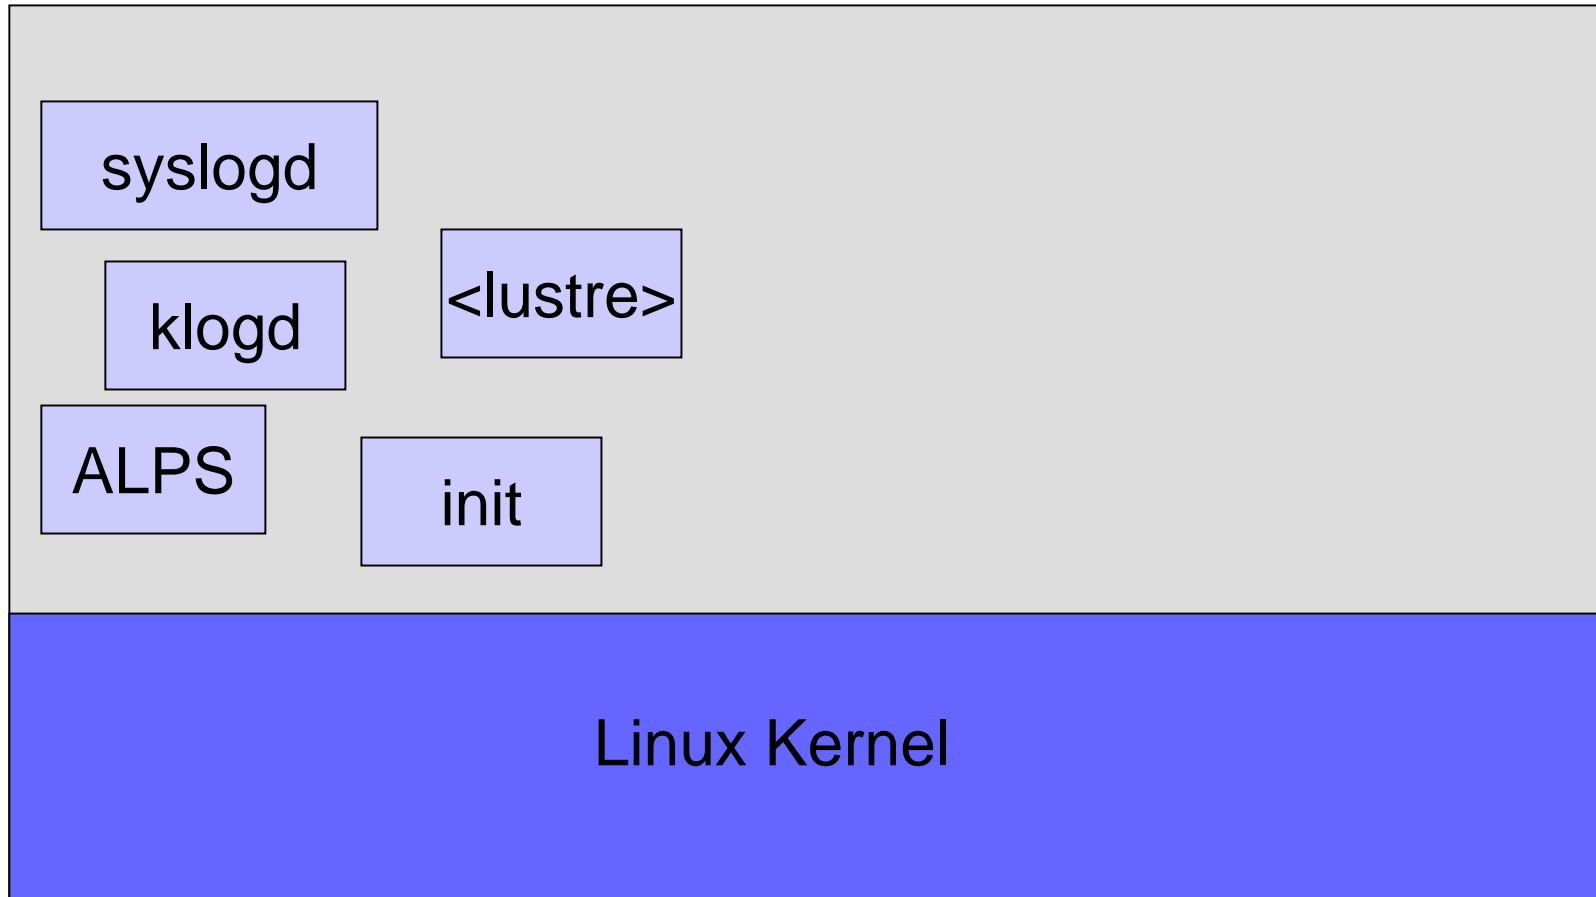 syslogd
<lustre>
klogd
ALPS
init
Linux Kernel